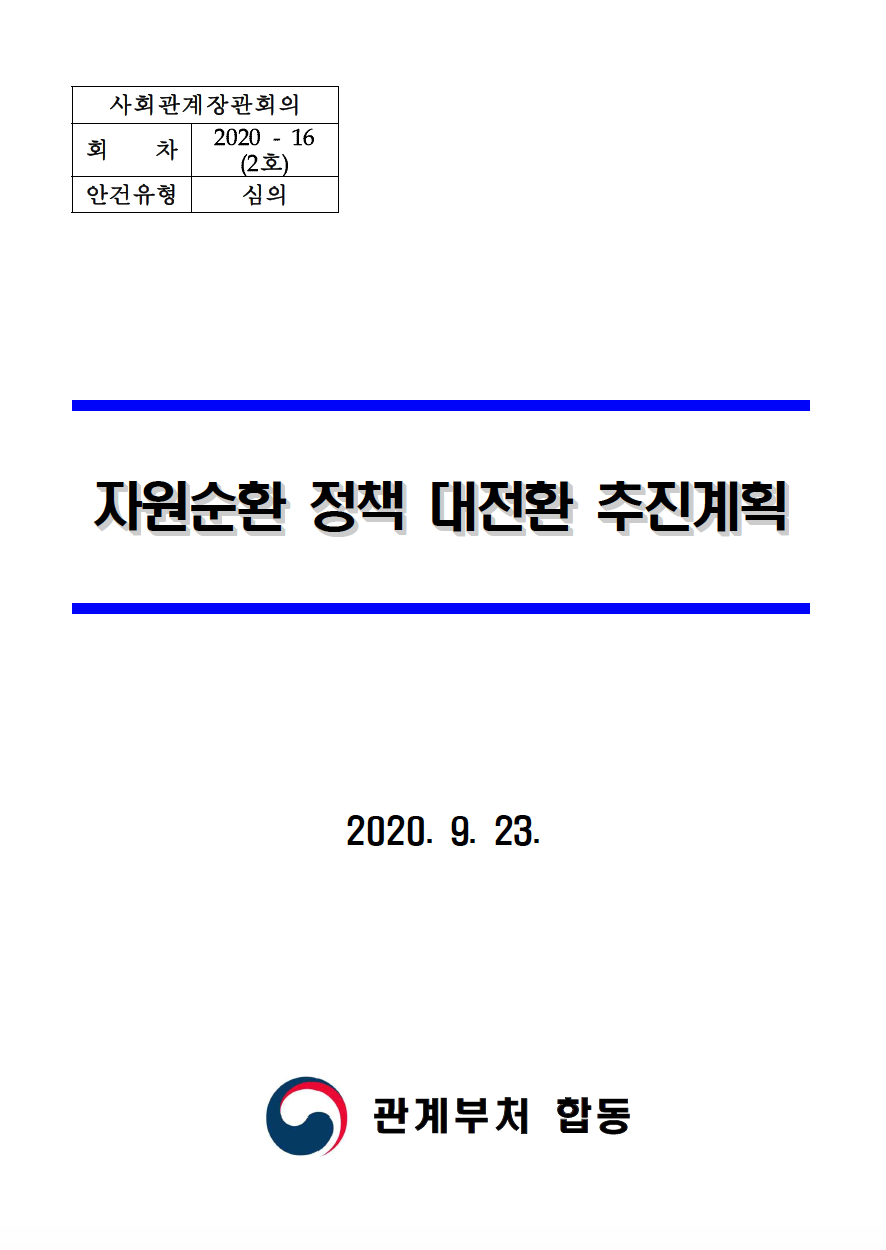 사회관계장관회의
회 차
2020 - 16
(2호)
안건유형
심의
자원순환 정책 대전환 추진계획
2020. 9. 23.
관계부처 합동